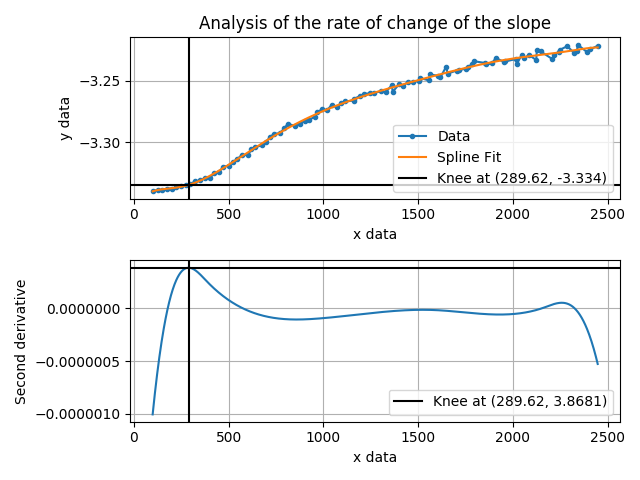 Analysis of the rate of change of the slope
y data
−3.25
−3.30
Data
Spline Fit
Knee at (289.62, -3.334)
0 500 1000 1500 2000 2500
x data
Second derivative
0.0000000
−0.0000005
−0.0000010
Knee at (289.62, 3.8681)
0 500 1000 1500 2000 2500
x data